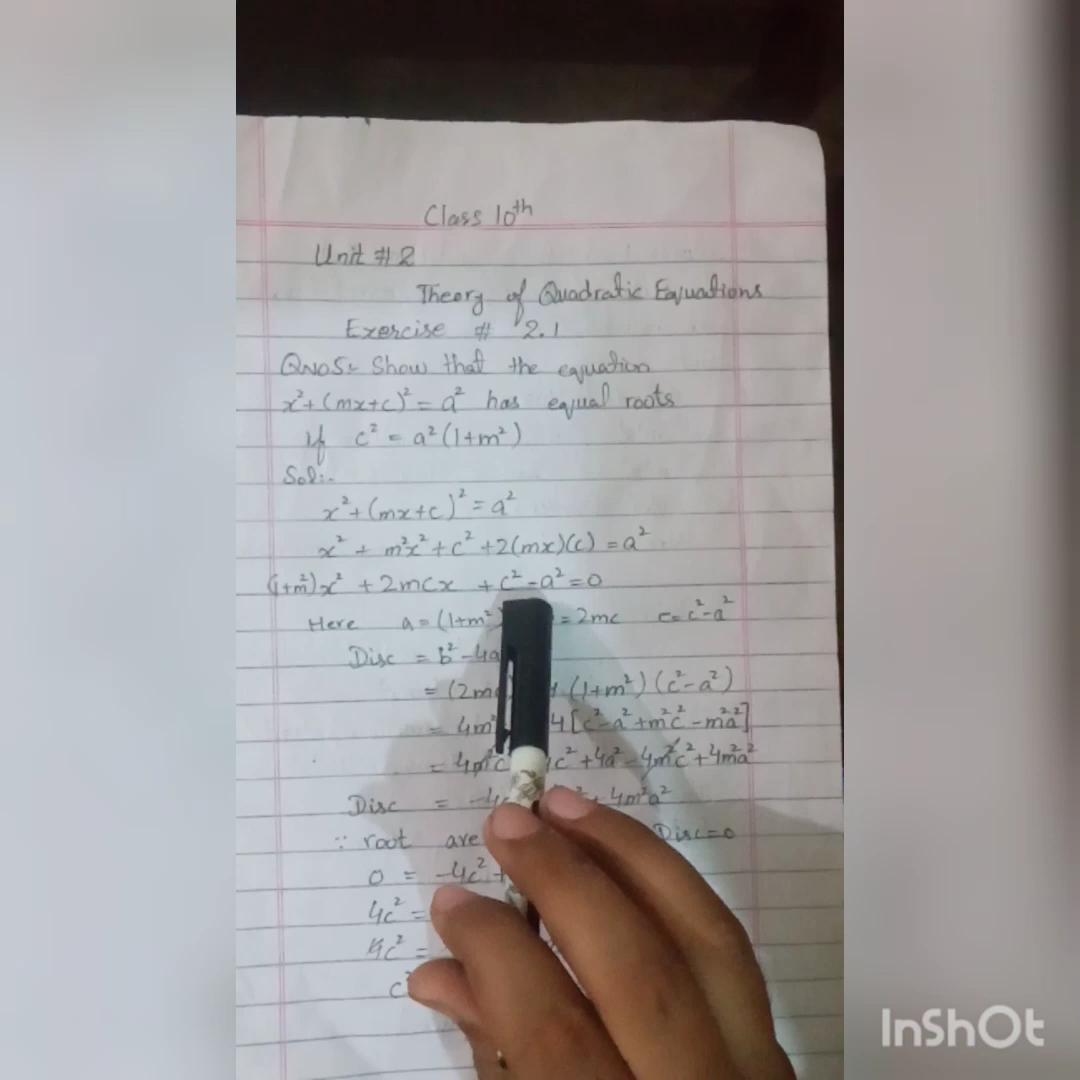 Class 10th
Unit # 2
Theory of Quadratic Equations
Exercise # 2.1
QNO5:- Show that the equation
x²+(mx+c)² = a² has equal roots
if c² = a²(1+m²)
Sol:-
x²+(mx+c)² = a²
x² + m²x² + c² + 2(mx)(c) = a²
(1+m²)x² + 2mcx + c²-a² = 0
Here a = (1+m²) = 2mc c = c²-a²
Disc = b² - 4a
= (2m (1+m²)(c²-a²)
= 4m² 4[c²-a²+m²c²-m²a²]
= 4m²c² c² + 4a² - 4m²c² + 4m²a²
Disc = -4 + 4m²a²
∵ root are Disc=0
0 = -4c² +
4c² =
4c² =
c²
InShOt